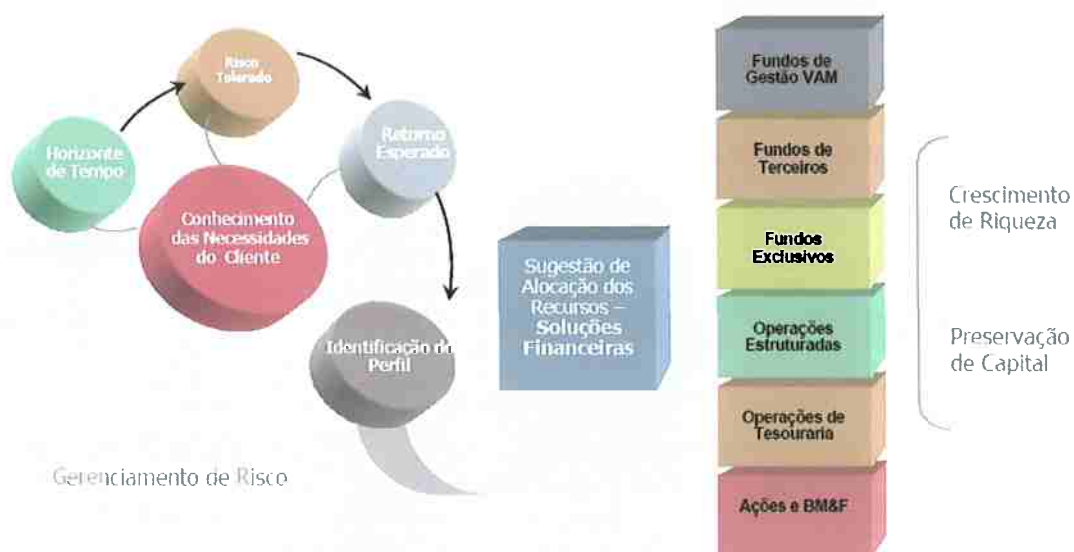 Risco
Tolerado
Retorno
Esperado
Horizonte
de Tempo
Conhecimento
das Necessidades
do Cliente
Identificação do
Perfil
Gerenciamento de Risco
Sugestão de
Alocação dos
Recursos –
Soluções
Financeiras
Fundos de
Gestão VAM
Fundos de
Terceiros
Fundos
Exclusivos
Operações
Estruturadas
Operações de
Tesouraria
Ações e BM&F
Crescimento
de Riqueza
Preservação
de Capital